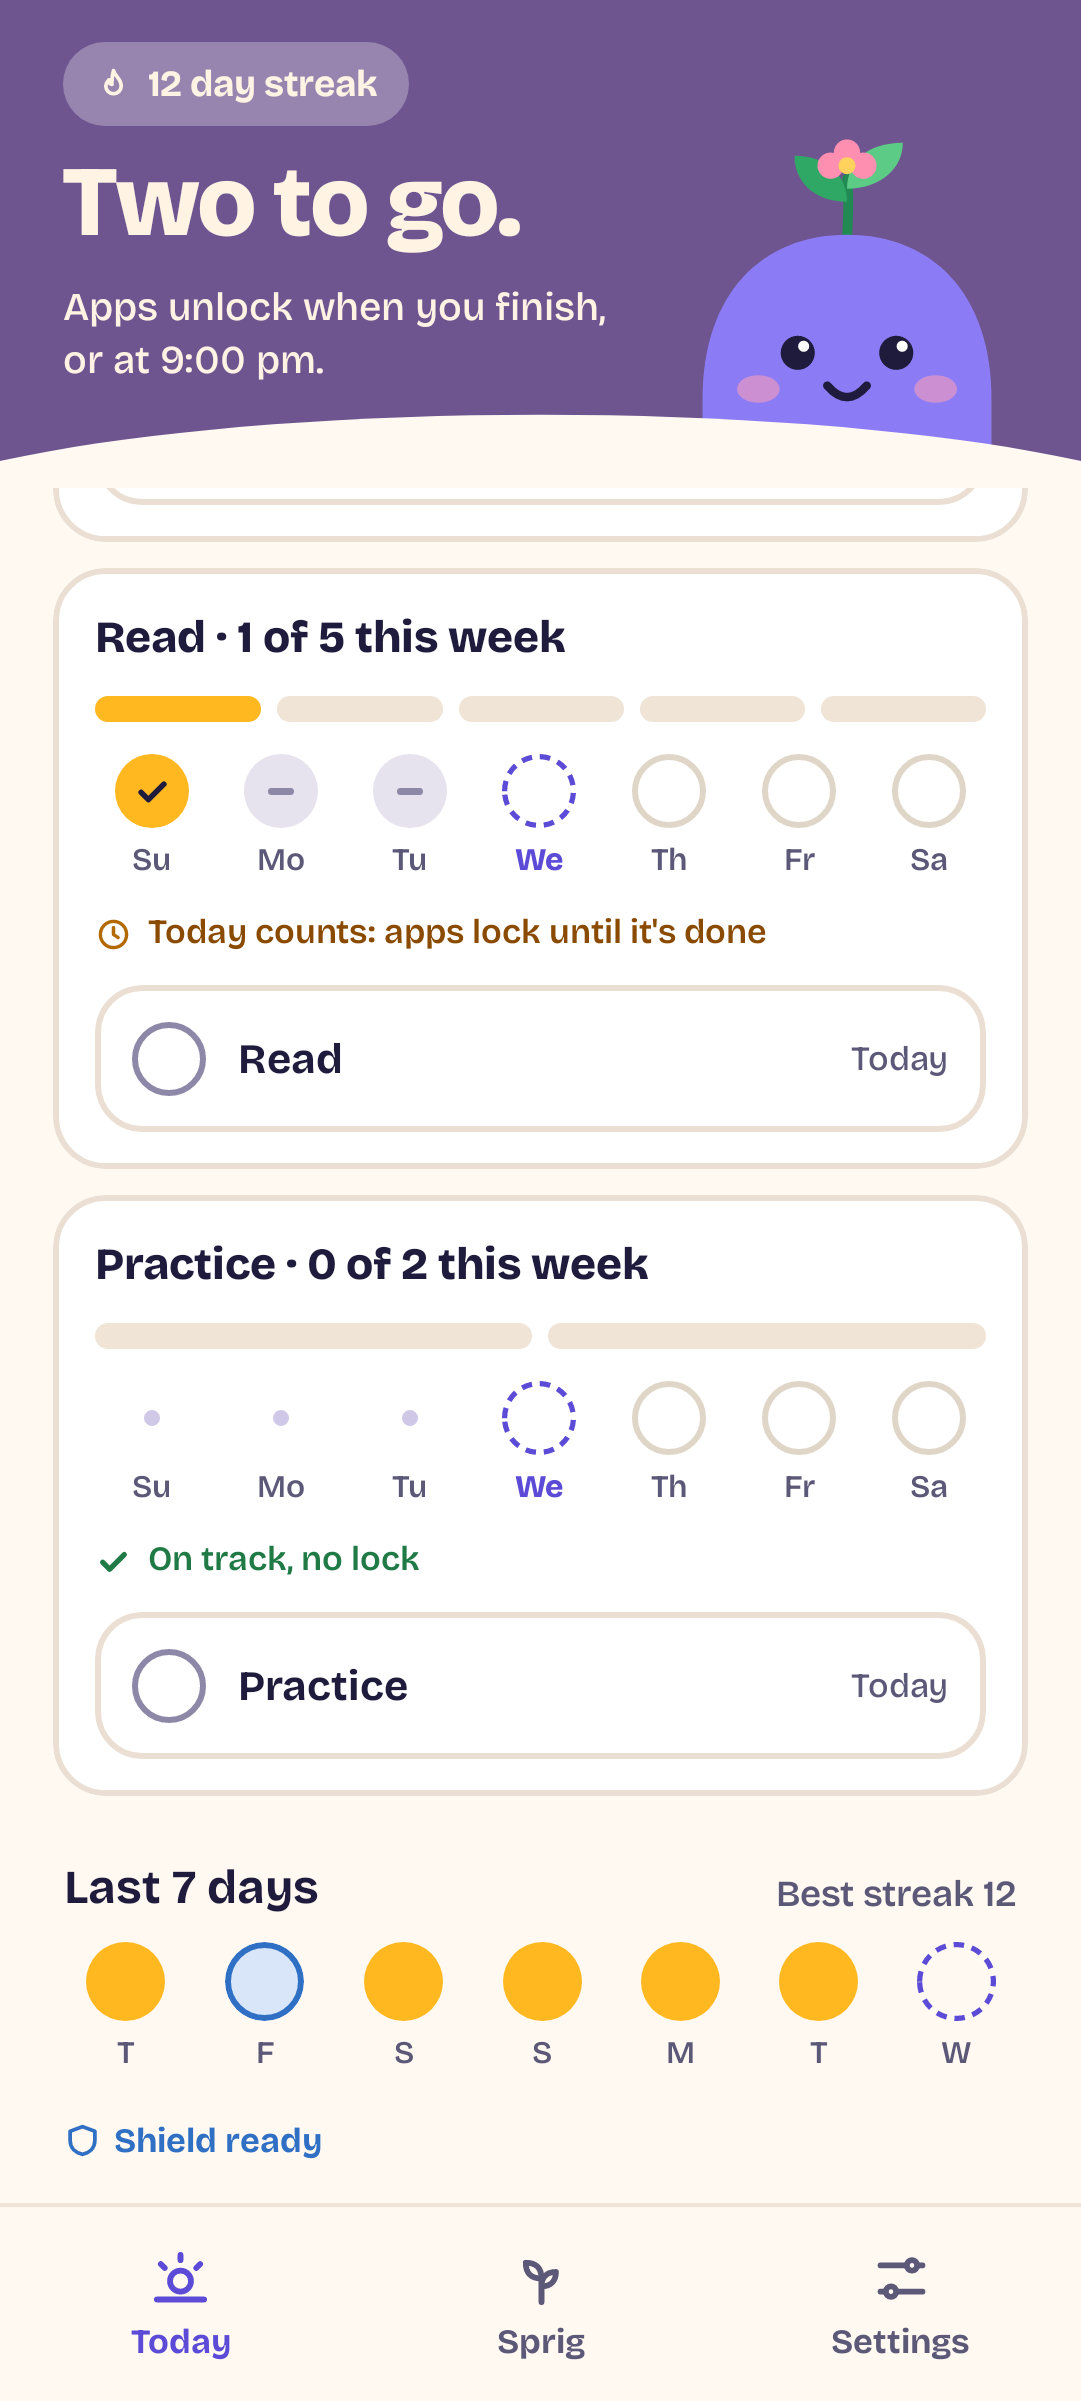 12 day streak
Two to go.
Apps unlock when you finish,
or at 9:00 pm.
Read · 1 of 5 this week
Su Mo Tu We Th Fr Sa
Today counts: apps lock until it's done
Read Today
Practice · 0 of 2 this week
Su Mo Tu We Th Fr Sa
On track, no lock
Practice Today
Last 7 days Best streak 12
T F S S M T W
Shield ready
Today Sprig Settings